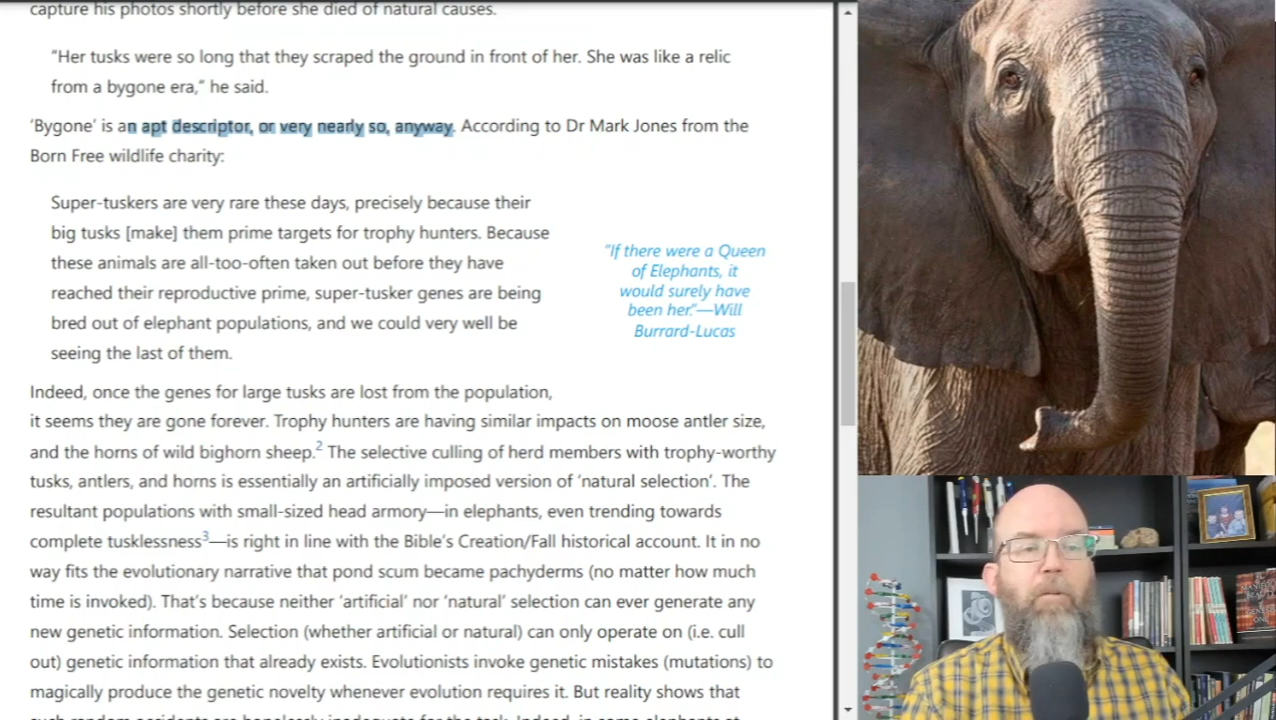 capture his photos shortly before she died of natural causes.
“Her tusks were so long that they scraped the ground in front of her. She was like a relic
from a bygone era,” he said.
‘Bygone’ is an apt descriptor, or very nearly so, anyway. According to Dr Mark Jones from the
Born Free wildlife charity:
Super-tuskers are very rare these days, precisely because their
big tusks [make] them prime targets for trophy hunters. Because
these animals are all-too-often taken out before they have
reached their reproductive prime, super-tusker genes are being
bred out of elephant populations, and we could very well be
seeing the last of them.
“If there were a Queen
of Elephants, it
would surely have
been her.”—Will
Burrard-Lucas
Indeed, once the genes for large tusks are lost from the population,
it seems they are gone forever. Trophy hunters are having similar impacts on moose antler size,
and the horns of wild bighorn sheep.2 The selective culling of herd members with trophy-worthy
tusks, antlers, and horns is essentially an artificially imposed version of ‘natural selection’. The
resultant populations with small-sized head armory—in elephants, even trending towards
complete tusklessness3—is right in line with the Bible’s Creation/Fall historical account. It in no
way fits the evolutionary narrative that pond scum became pachyderms (no matter how much
time is invoked). That’s because neither ‘artificial’ nor ‘natural’ selection can ever generate any
new genetic information. Selection (whether artificial or natural) can only operate on (i.e. cull
out) genetic information that already exists. Evolutionists invoke genetic mistakes (mutations) to
magically produce the genetic novelty whenever evolution requires it. But reality shows that